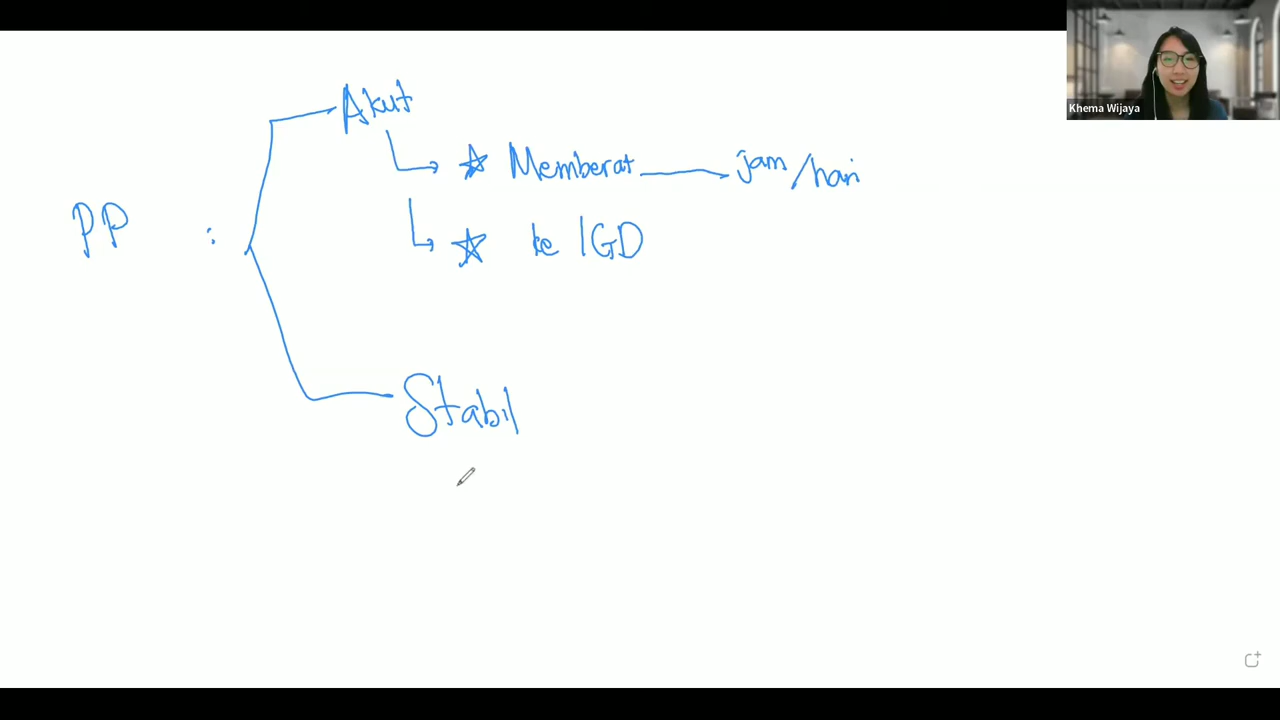 Khema Wijaya
Akut
Memberat jam/hari
PP :
ke IGD
Stabil